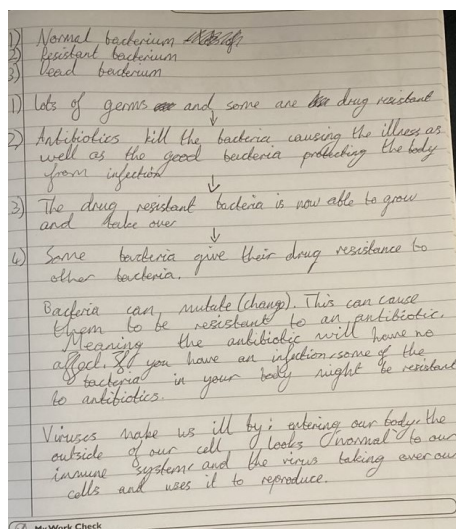 1) Normal bacterium
2) Resistant bacterium
3) Dead bacterium
1) Lots of germs and some are drug resistant
2) Antibiotics kill the bacteria causing the illness as
well as the good bacteria protecting the body
from infection
3) The drug resistant bacteria is now able to grow
and take over
4) Some bacteria give their drug resistance to
other bacteria.
Bacteria can mutate (change). This can cause
them to be resistant to an antibiotic.
Meaning the antibiotic will have no
affect. If you have an infection, some of the
bacteria in your body might be resistant
to antibiotics.
Viruses make us ill by: entering our body, the
outside of our cell looks 'normal' to our
immune system and the virus taking over our
cells and uses it to reproduce.
My Work Check